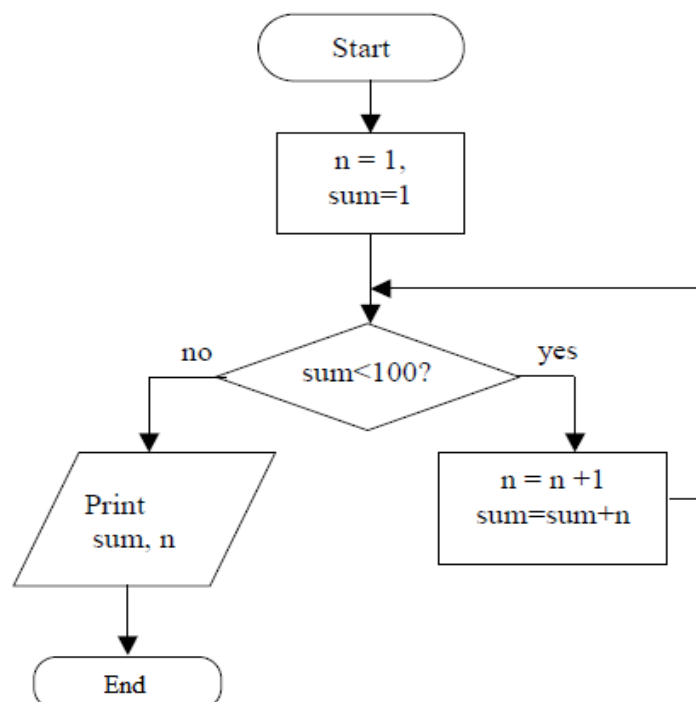 Start
n = 1,
sum=1
no
sum<100?
yes
Print
sum, n
n = n +1
sum=sum+n
End